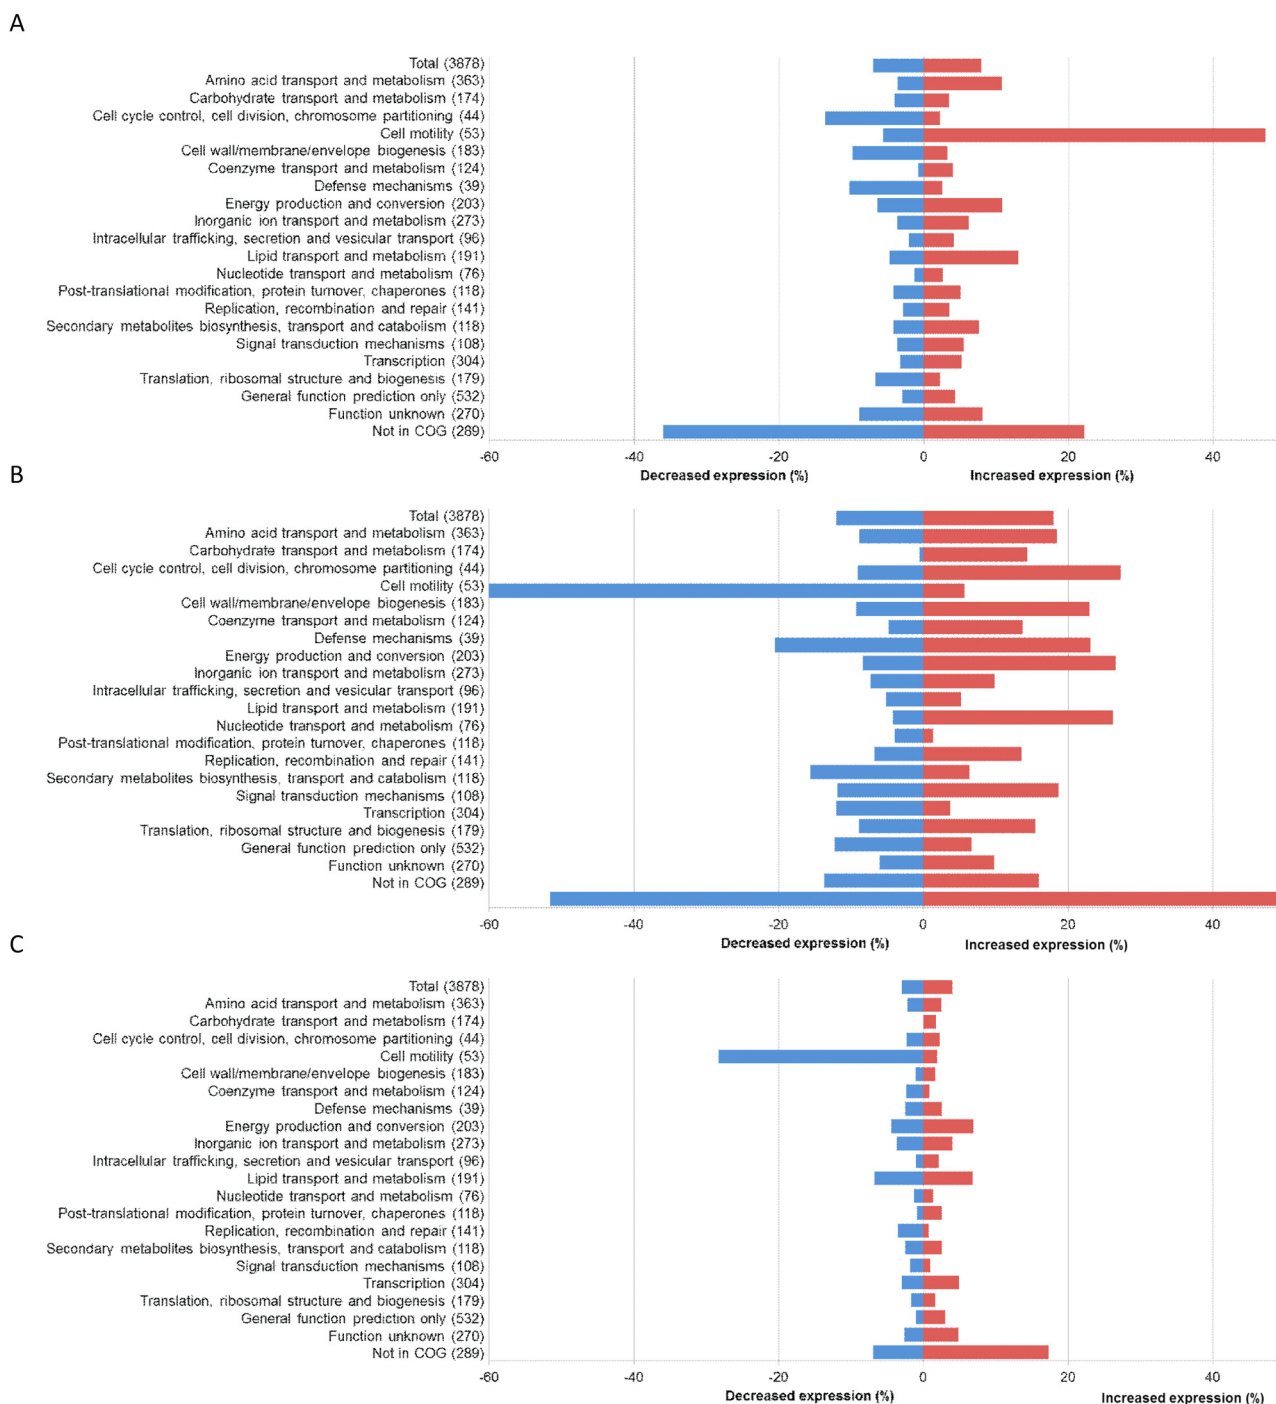 A
Total (3878)
Amino acid transport and metabolism (363)
Carbohydrate transport and metabolism (174)
Cell cycle control, cell division, chromosome partitioning (44)
Cell motility (53)
Cell wall/membrane/envelope biogenesis (183)
Coenzyme transport and metabolism (124)
Defense mechanisms (39)
Energy production and conversion (203)
Inorganic ion transport and metabolism (273)
Intracellular trafficking, secretion and vesicular transport (96)
Lipid transport and metabolism (191)
Nucleotide transport and metabolism (76)
Post-translational modification, protein turnover, chaperones (118)
Replication, recombination and repair (141)
Secondary metabolites biosynthesis, transport and catabolism (118)
Signal transduction mechanisms (108)
Transcription (304)
Translation, ribosomal structure and biogenesis (179)
General function prediction only (532)
Function unknown (270)
Not in COG (289)
-60 -40 -20 0 20 40
Decreased expression (%) Increased expression (%)
B
Total (3878)
Amino acid transport and metabolism (363)
Carbohydrate transport and metabolism (174)
Cell cycle control, cell division, chromosome partitioning (44)
Cell motility (53)
Cell wall/membrane/envelope biogenesis (183)
Coenzyme transport and metabolism (124)
Defense mechanisms (39)
Energy production and conversion (203)
Inorganic ion transport and metabolism (273)
Intracellular trafficking, secretion and vesicular transport (96)
Lipid transport and metabolism (191)
Nucleotide transport and metabolism (76)
Post-translational modification, protein turnover, chaperones (118)
Replication, recombination and repair (141)
Secondary metabolites biosynthesis, transport and catabolism (118)
Signal transduction mechanisms (108)
Transcription (304)
Translation, ribosomal structure and biogenesis (179)
General function prediction only (532)
Function unknown (270)
Not in COG (289)
-60 -40 -20 0 20 40
Decreased expression (%) Increased expression (%)
C
Total (3878)
Amino acid transport and metabolism (363)
Carbohydrate transport and metabolism (174)
Cell cycle control, cell division, chromosome partitioning (44)
Cell motility (53)
Cell wall/membrane/envelope biogenesis (183)
Coenzyme transport and metabolism (124)
Defense mechanisms (39)
Energy production and conversion (203)
Inorganic ion transport and metabolism (273)
Intracellular trafficking, secretion and vesicular transport (96)
Lipid transport and metabolism (191)
Nucleotide transport and metabolism (76)
Post-translational modification, protein turnover, chaperones (118)
Replication, recombination and repair (141)
Secondary metabolites biosynthesis, transport and catabolism (118)
Signal transduction mechanisms (108)
Transcription (304)
Translation, ribosomal structure and biogenesis (179)
General function prediction only (532)
Function unknown (270)
Not in COG (289)
-60 -40 -20 0 20 40
Decreased expression (%) Increased expression (%)